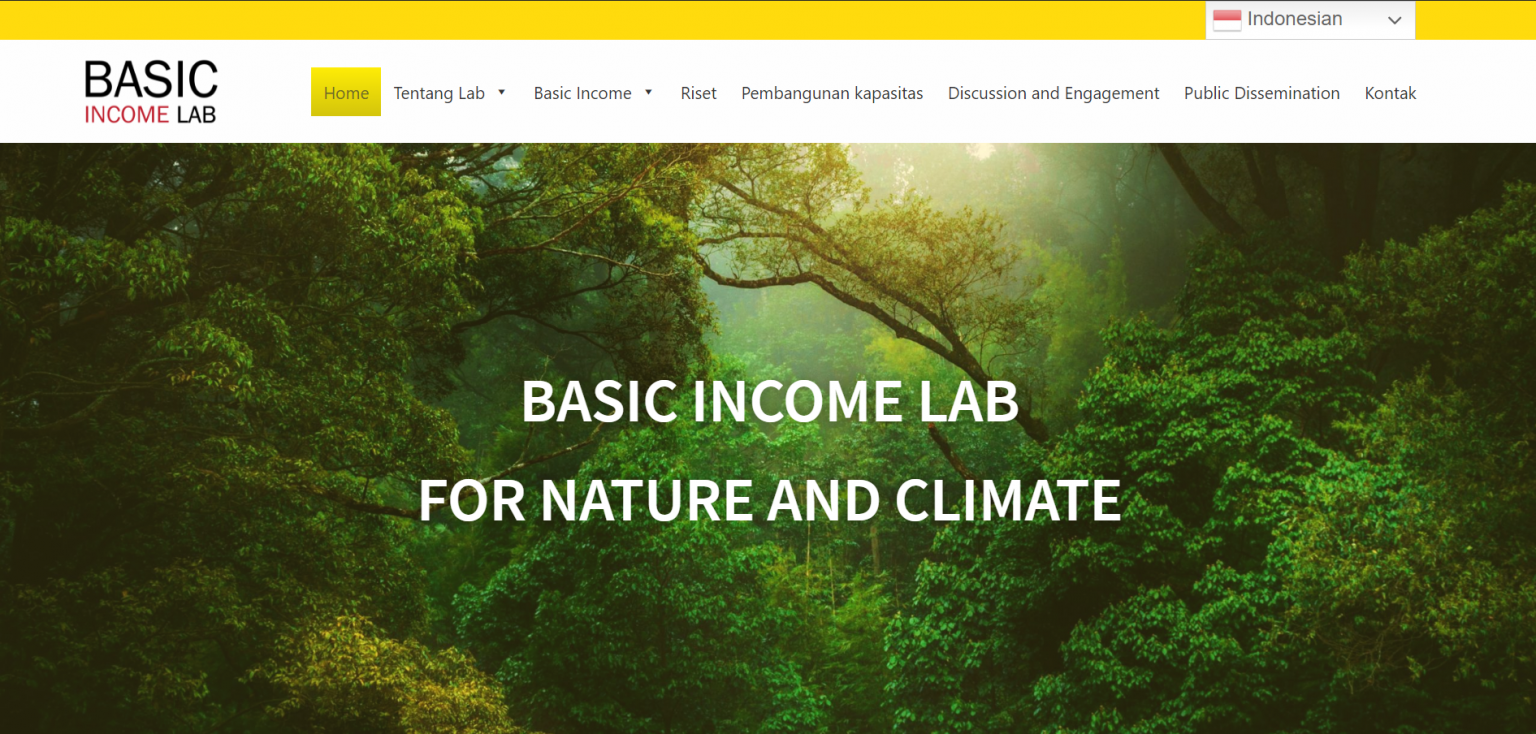 Indonesian
BASIC
INCOME LAB
Home Tentang Lab Basic Income Riset Pembangunan kapasitas Discussion and Engagement Public Dissemination Kontak
BASIC INCOME LAB
FOR NATURE AND CLIMATE